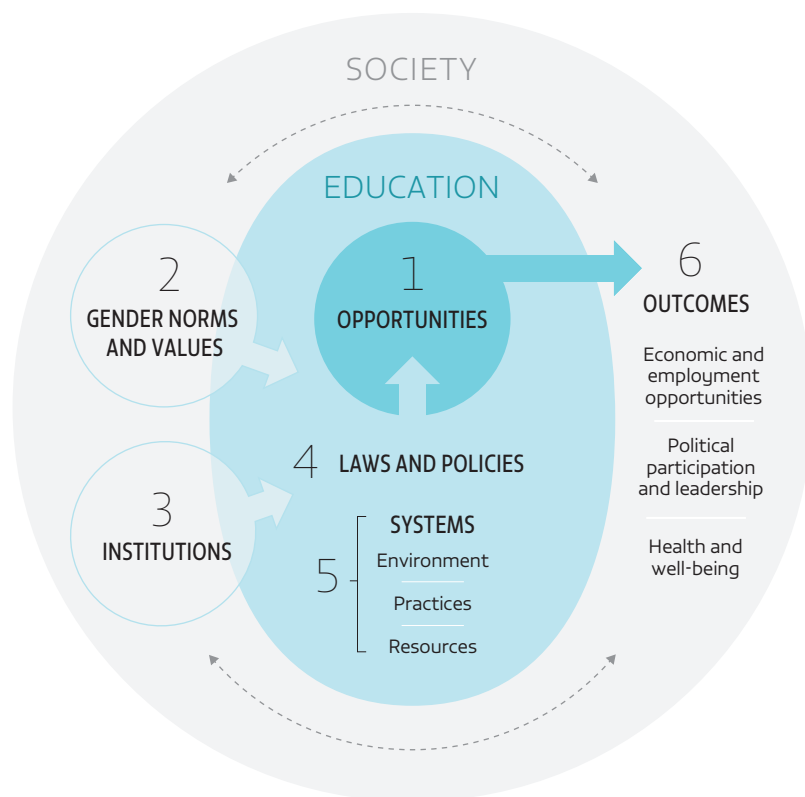 SOCIETY
EDUCATION
1
OPPORTUNITIES
2
GENDER NORMS
AND VALUES
3
INSTITUTIONS
4 LAWS AND POLICIES
5
SYSTEMS
Environment
Practices
Resources
6
OUTCOMES
Economic and
employment
opportunities
Political
participation
and leadership
Health and
well-being